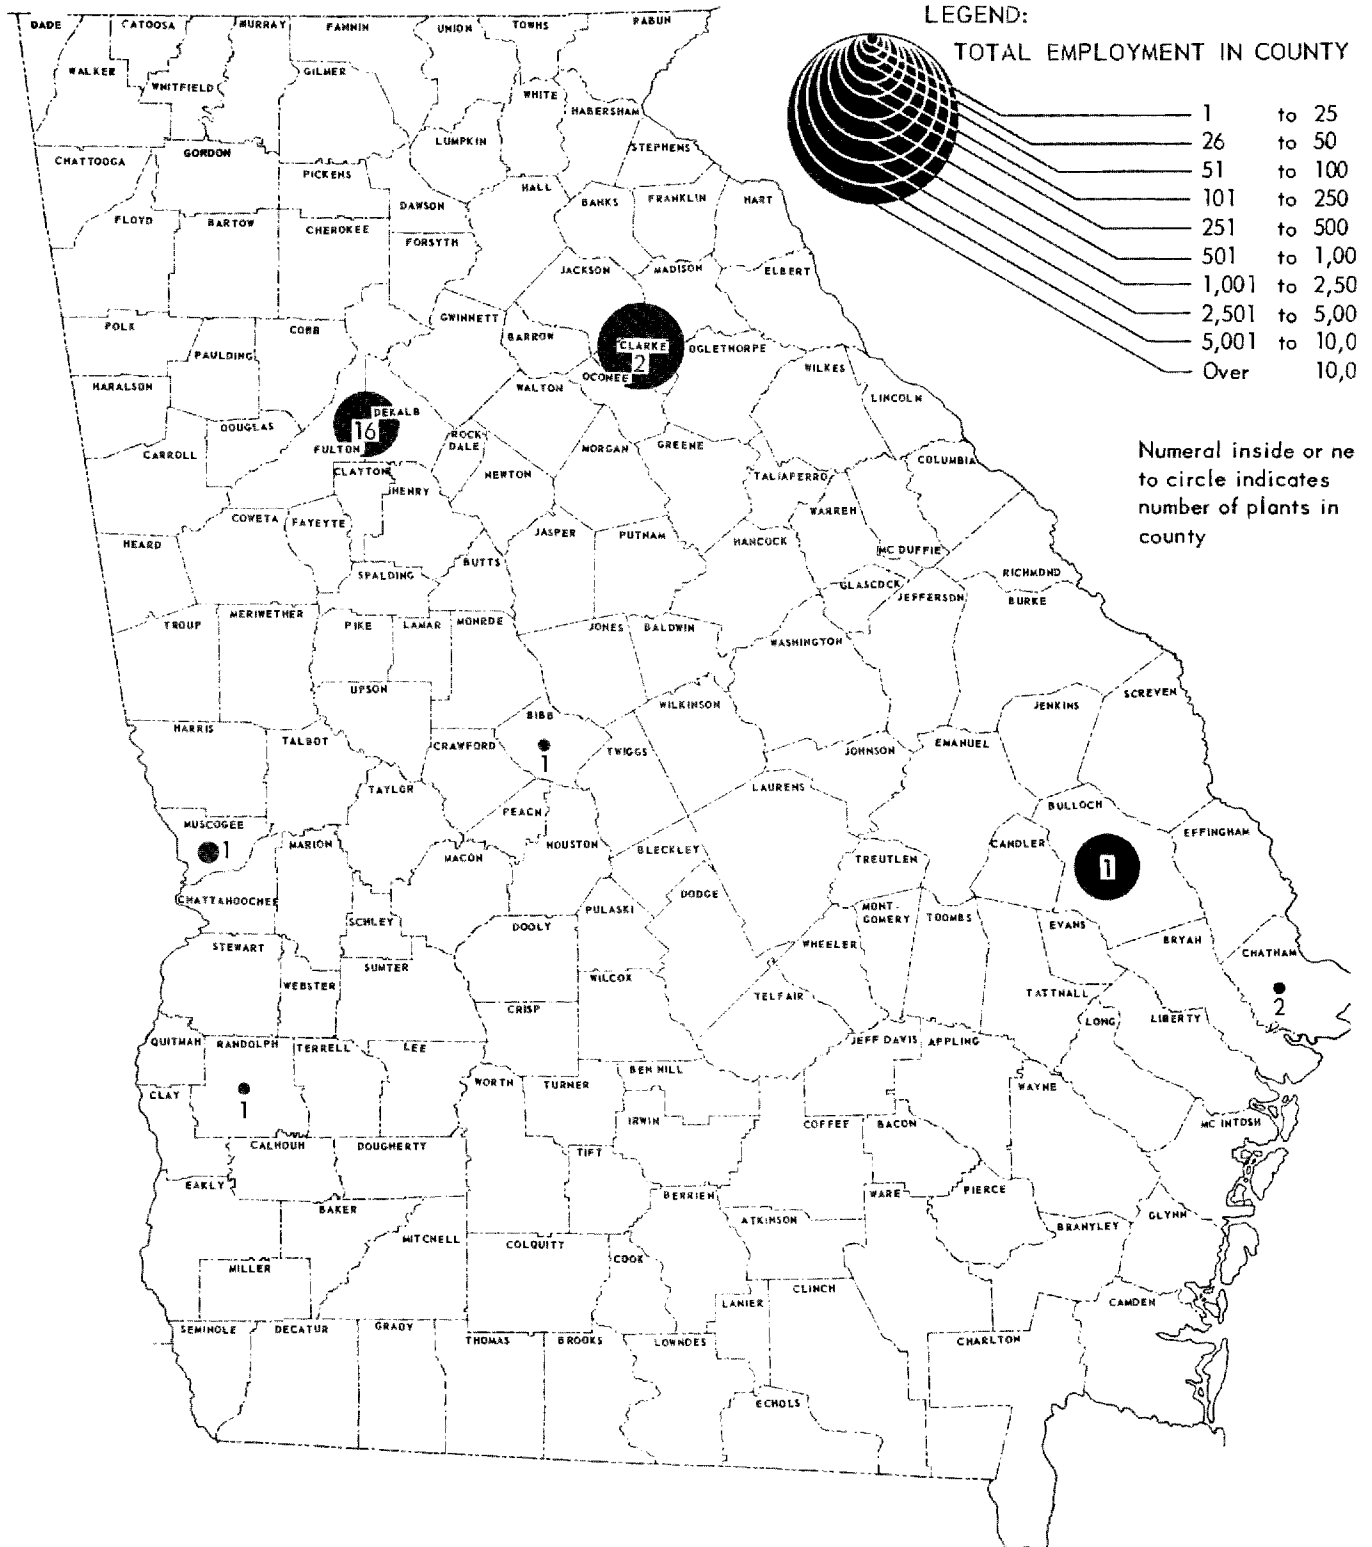 LEGEND:
TOTAL EMPLOYMENT IN COUNTY
1 to 25
26 to 50
51 to 100
101 to 250
251 to 500
501 to 1,00
1,001 to 2,50
2,501 to 5,00
5,001 to 10,0
Over 10,0
Numeral inside or ne
to circle indicates
number of plants in
county
DADE CATOOSA MURRAY FANNIN UNION TOWNS RABUN
WALKER WHITFIELD GILMER WHITE HABERSHAM
CHATTOOGA GORDON PICKENS LUMPKIN STEPHENS
FLOYD BARTOW CHEROKEE DAWSON HALL BANKS FRANKLIN HART
FORSYTH JACKSON MADISON ELBERT
POLK PAULDING COBB GWINNETT BARROW CLARKE OGLETHORPE
2
HARALSON WALTON OCONEE WILKES LINCOLN
CARROLL DOUGLAS FULTON DEKALB ROCK
DALE NEWTON MORGAN GREENE
16
CLAYTON HENRY TALIAFERRO COLUMBIA
HEARD COWETA FAYEYTE JASPER PUTNAM HANCOCK WARREH MC DUFFIE
SPALDING BUTTS GLASCOCK JEFFERSON RICHMOND
BURKE
TROUP MERIWETHER PIKE LAMAR MONROE JONES BALDWIN WASHINGTON
UPSON WILKINSON JENKINS SCREVEN
HARRIS TALBOT CRAWFORD BIBB TWIGGS JOHNSON EMANUEL
1
TAYLOR PEACH LAURENS BULLOCH
MUSCOGEE MARION MACON HOUSTON BLECKLEY TREUTLEN CANDLER EFFINGHAM
1
1
CHATTAHOOCHEE SCHLEY DOOLY PULASKI DODGE MONT-
GOMERY TOOMBS EVANS
STEWART WEBSTER SUMTER WILCOX WHEELER BRYAH CHATHAM
2
CRISP TELFAIR TATTNALL LONG LIBERTY
QUITMAH RANDOLPH TERRELL LEE JEFF DAVIS APPLING
1
CLAY WORTH TURNER BEN HILL WAYNE
CALHOUH DOUGHERTY TIFT IRWIN COFFEE BACON MC INTOSH
EAKLY BAKER BERRIEN WARE PIERCE
MITCHELL COLQUITT COOK ATKINSON BRANYLEY GLYNN
MILLER LANIER CLINCH CAMDEN
SEMINOLE DECATUR GRADY THOMAS BROOKS LOWNDES CHARLTON
ECHOLS